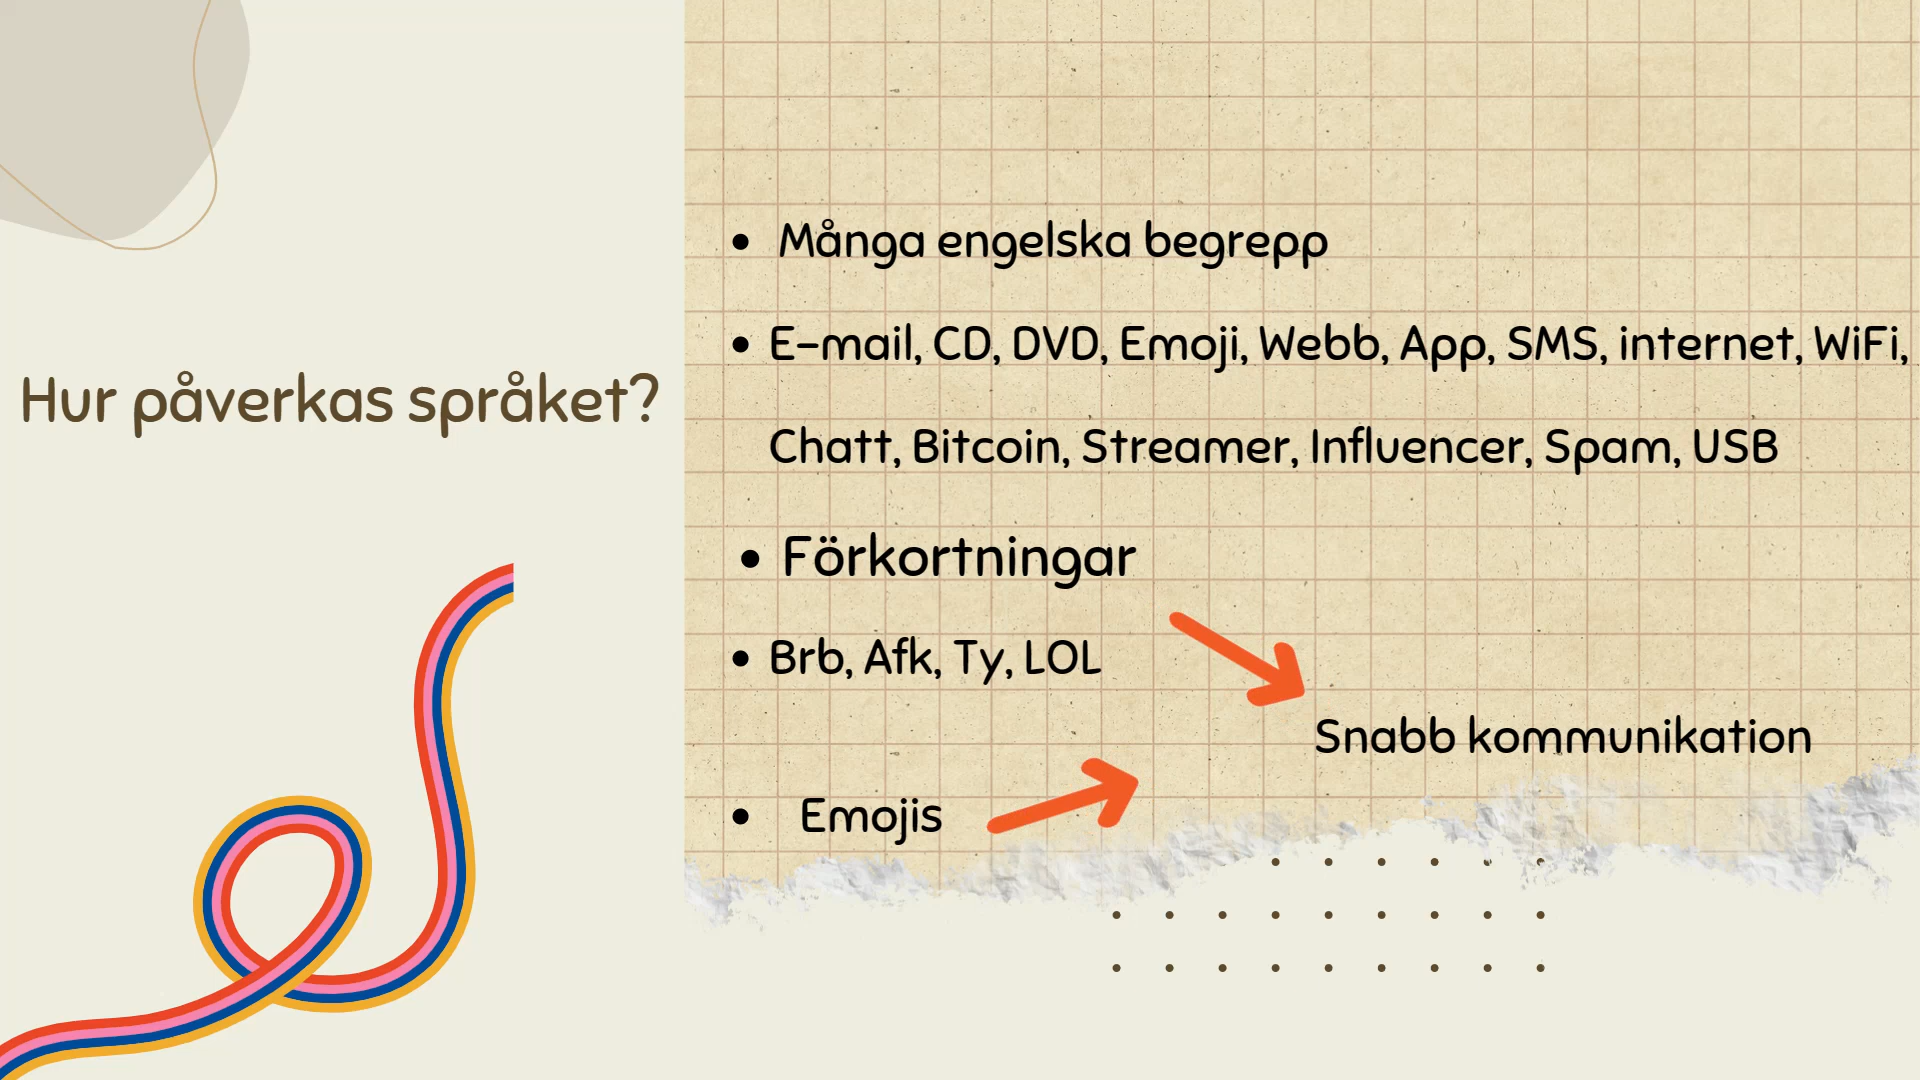 Hur påverkas språket?
• Många engelska begrepp
• E-mail, CD, DVD, Emoji, Webb, App, SMS, internet, WiFi,
Chatt, Bitcoin, Streamer, Influencer, Spam, USB
• Förkortningar
• Brb, Afk, Ty, LOL
Snabb kommunikation
• Emojis